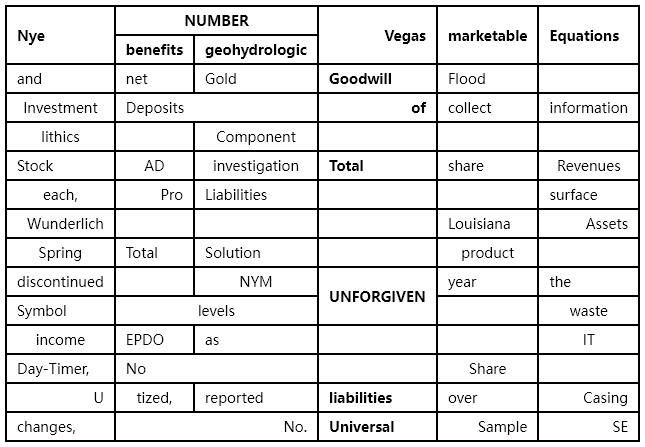 Nye NUMBER Vegas marketable Equations
benefits geohydrologic
and net Gold Goodwill Flood
Investment Deposits of collect information
lithics Component
Stock AD investigation Total share Revenues
each, Pro Liabilities surface
Wunderlich Louisiana Assets
Spring Total Solution product
discontinued NYM UNFORGIVEN year the
Symbol levels waste
income EPDO as IT
Day-Timer, No Share
U tized, reported liabilities over Casing
changes, No. Universal Sample SE